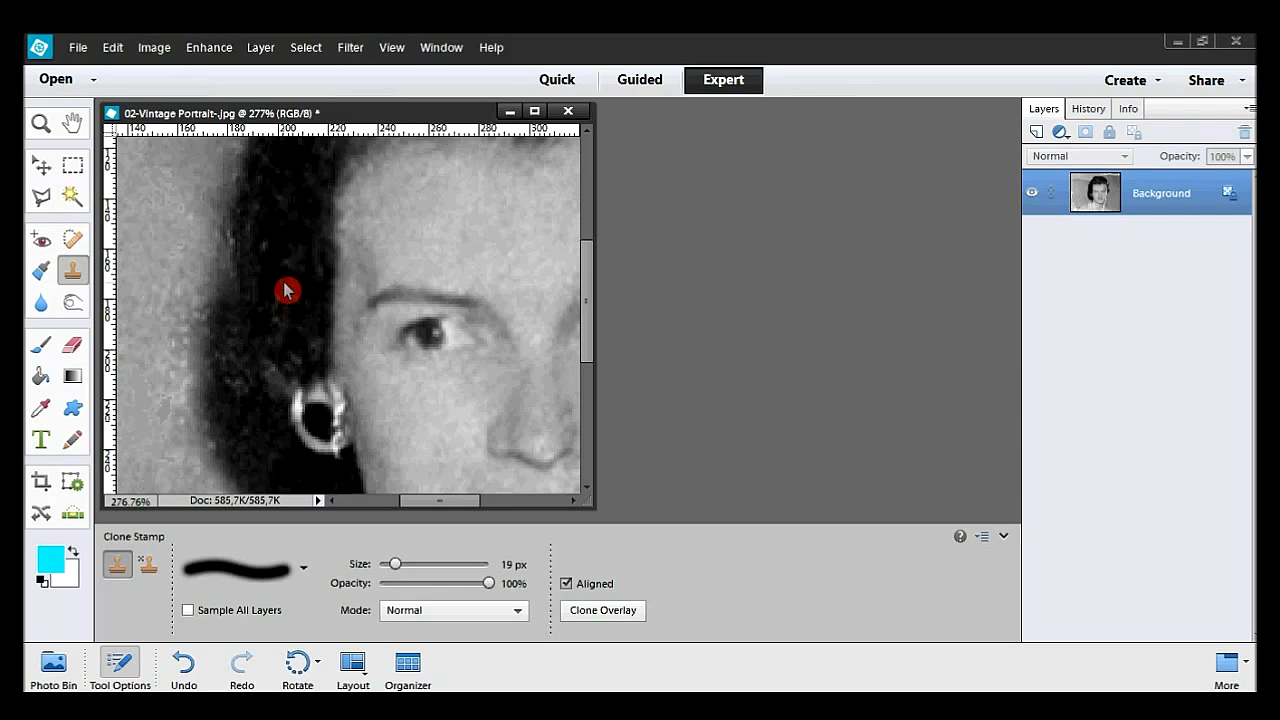 File Edit Image Enhance Layer Select Filter View Window Help
Open Quick Guided Expert Create Share
02-Vintage Portrait-.jpg @ 277% (RGB/8) *
140 160 180 200 220 240 260 280 300
Layers History Info
Normal Opacity: 100%
Background
276.76% Doc: 585,7K/585,7K
Clone Stamp
Size: 19 px
Opacity: 100% Aligned
Sample All Layers Mode: Normal Clone Overlay
Photo Bin Tool Options Undo Redo Rotate Layout Organizer More